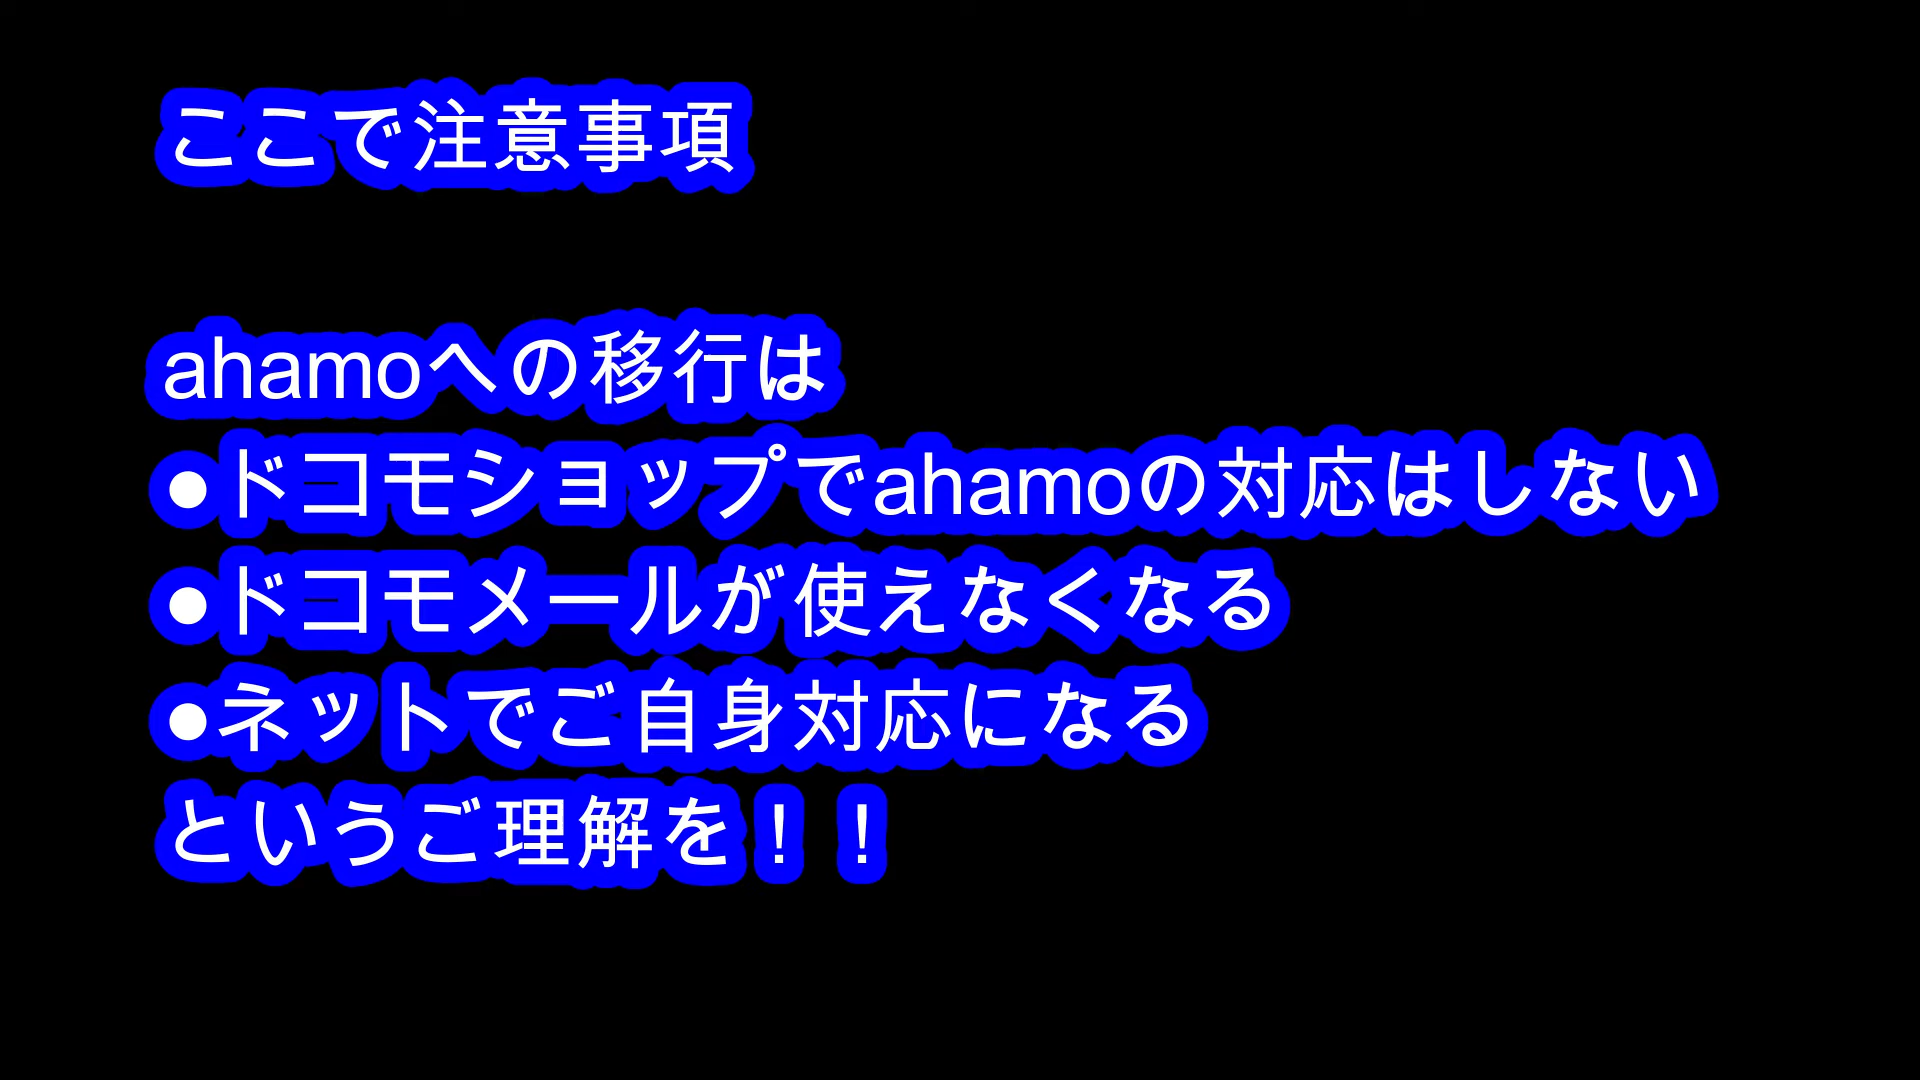 ここで注意事項
ahamoへの移行は
●ドコモショップでahamoの対応はしない
●ドコモメールが使えなくなる
●ネットでご自身対応になる
というご理解を！！